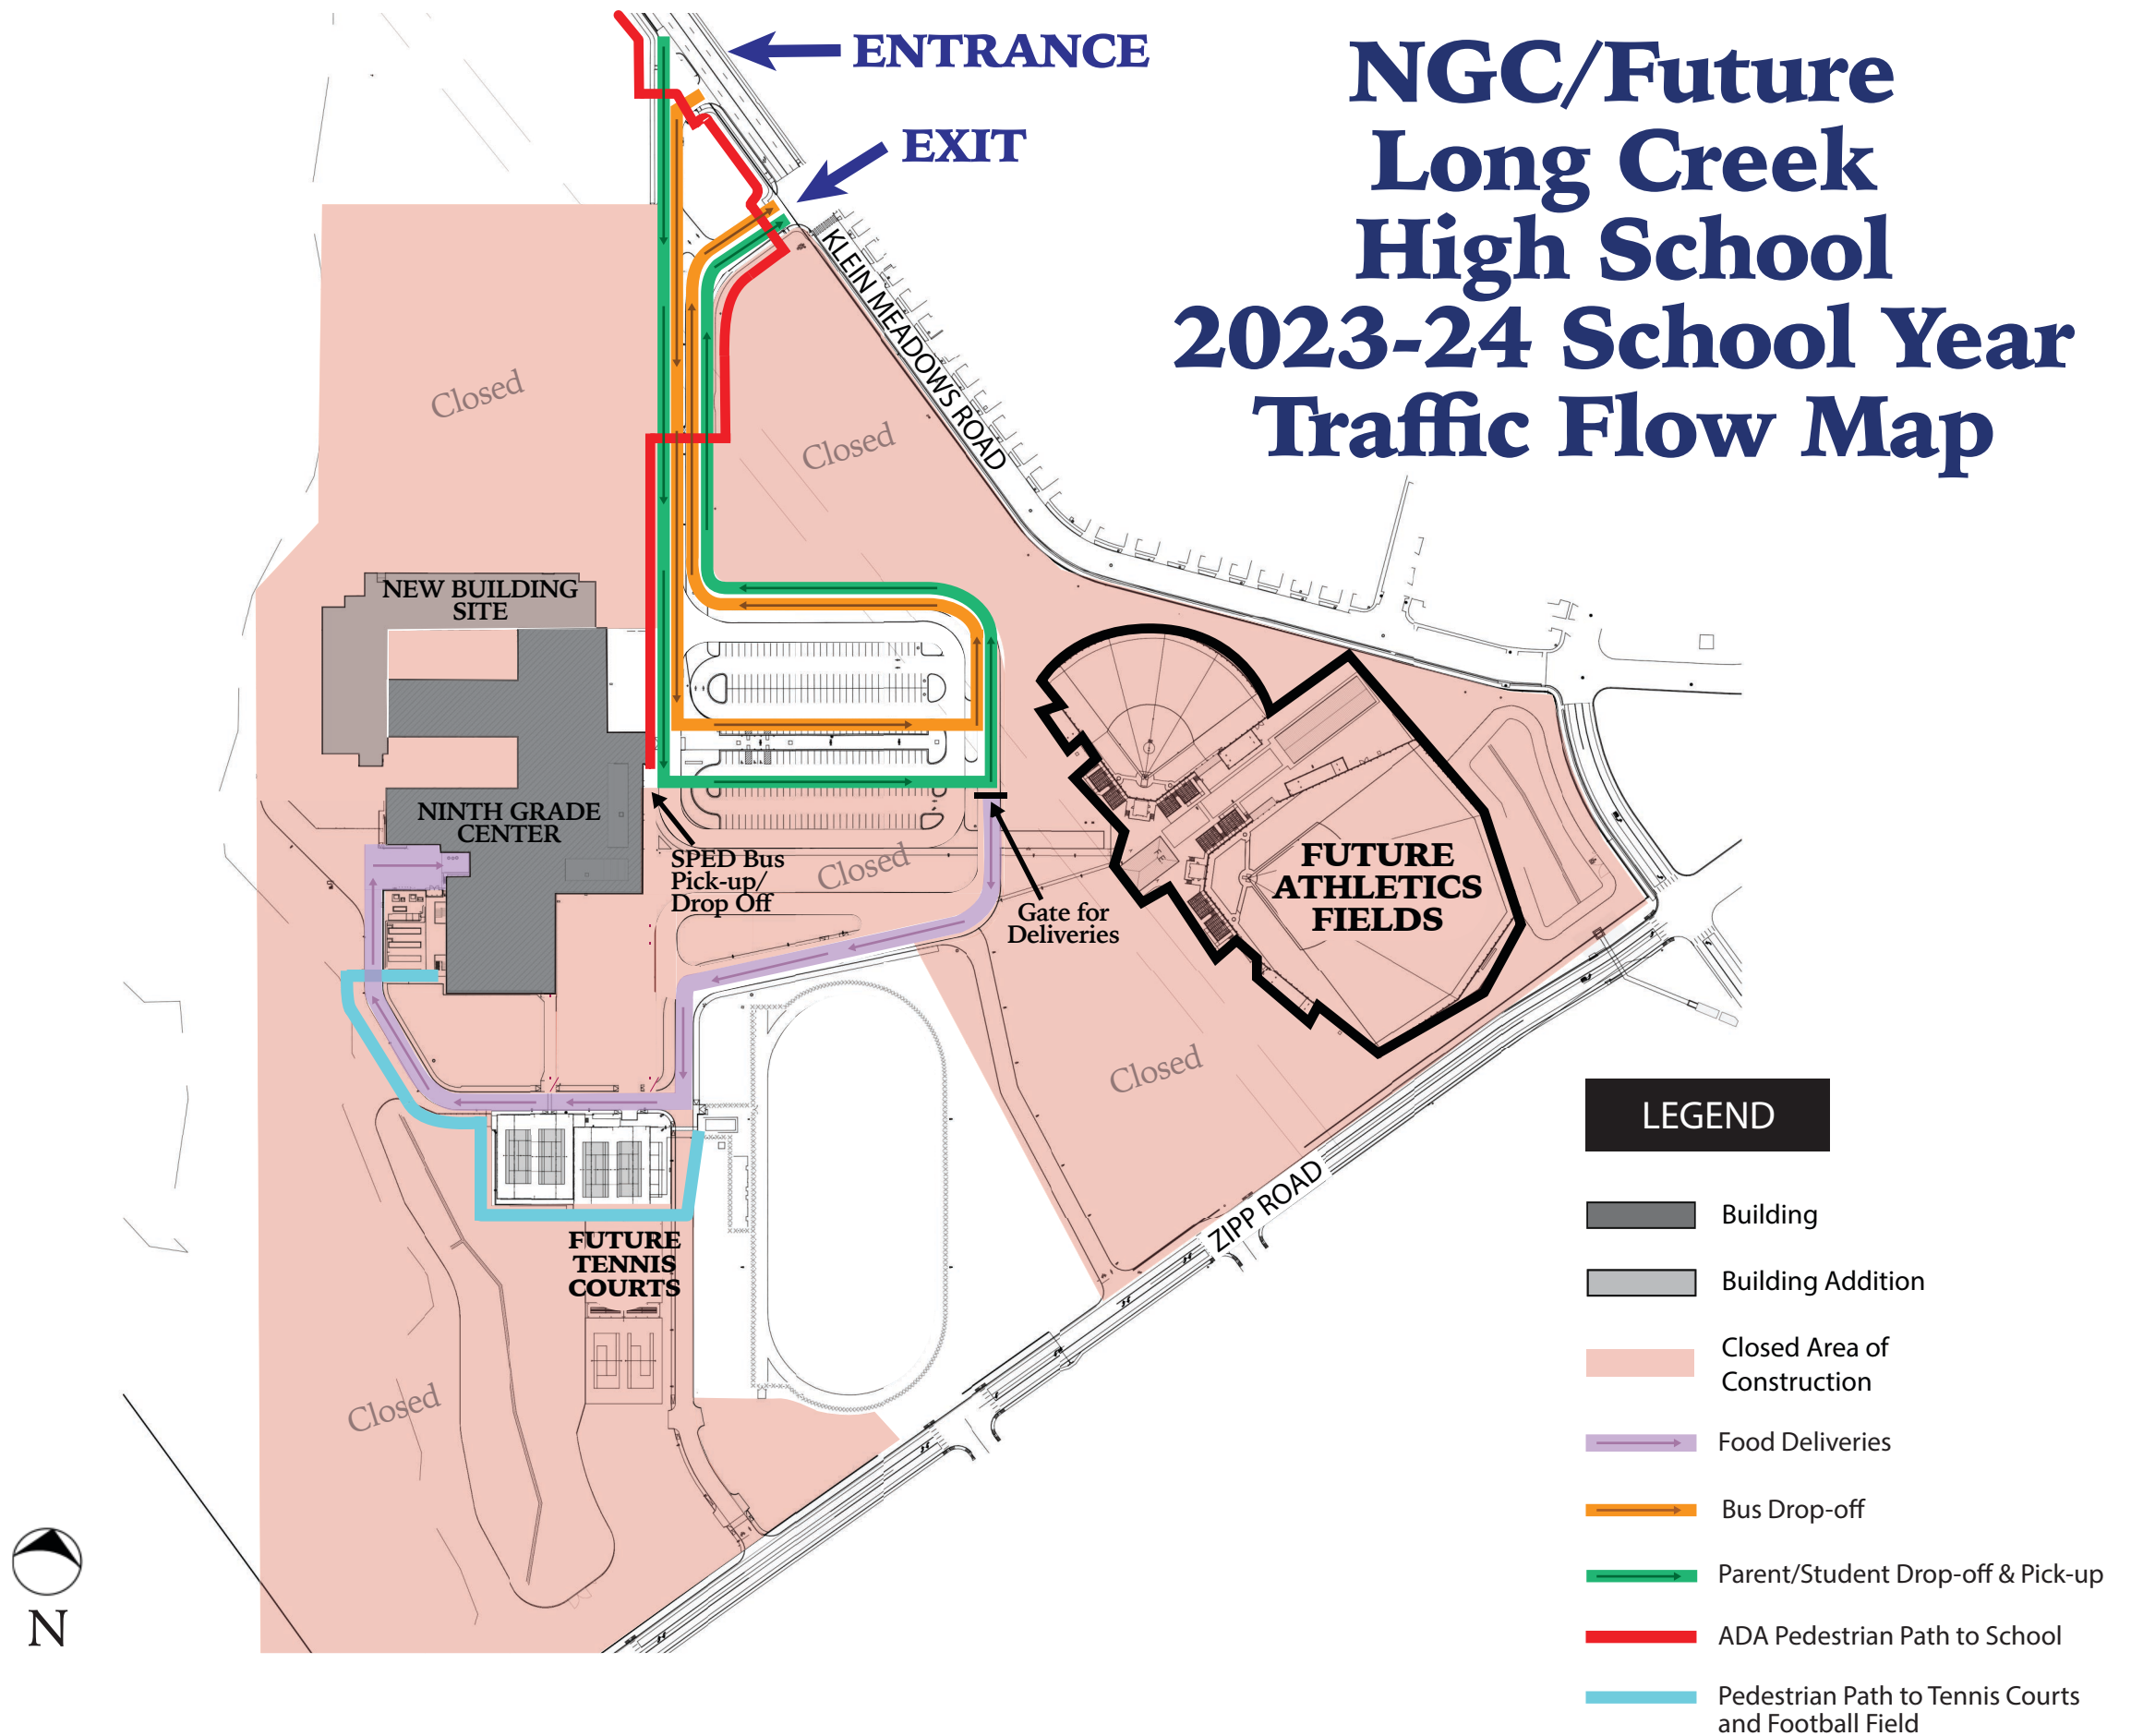 NGC/Future
Long Creek
High School
2023-24 School Year
Traffic Flow Map
ENTRANCE
EXIT
KLEIN MEADOWS ROAD
Closed
Closed
NEW BUILDING
SITE
NINTH GRADE
CENTER
SPED Bus
Pick-up/
Drop Off
Closed
Gate for
Deliveries
FUTURE
ATHLETICS
FIELDS
Closed
ZIPP ROAD
FUTURE
TENNIS
COURTS
Closed
N
LEGEND
Building
Building Addition
Closed Area of
Construction
Food Deliveries
Bus Drop-off
Parent/Student Drop-off & Pick-up
ADA Pedestrian Path to School
Pedestrian Path to Tennis Courts
and Football Field